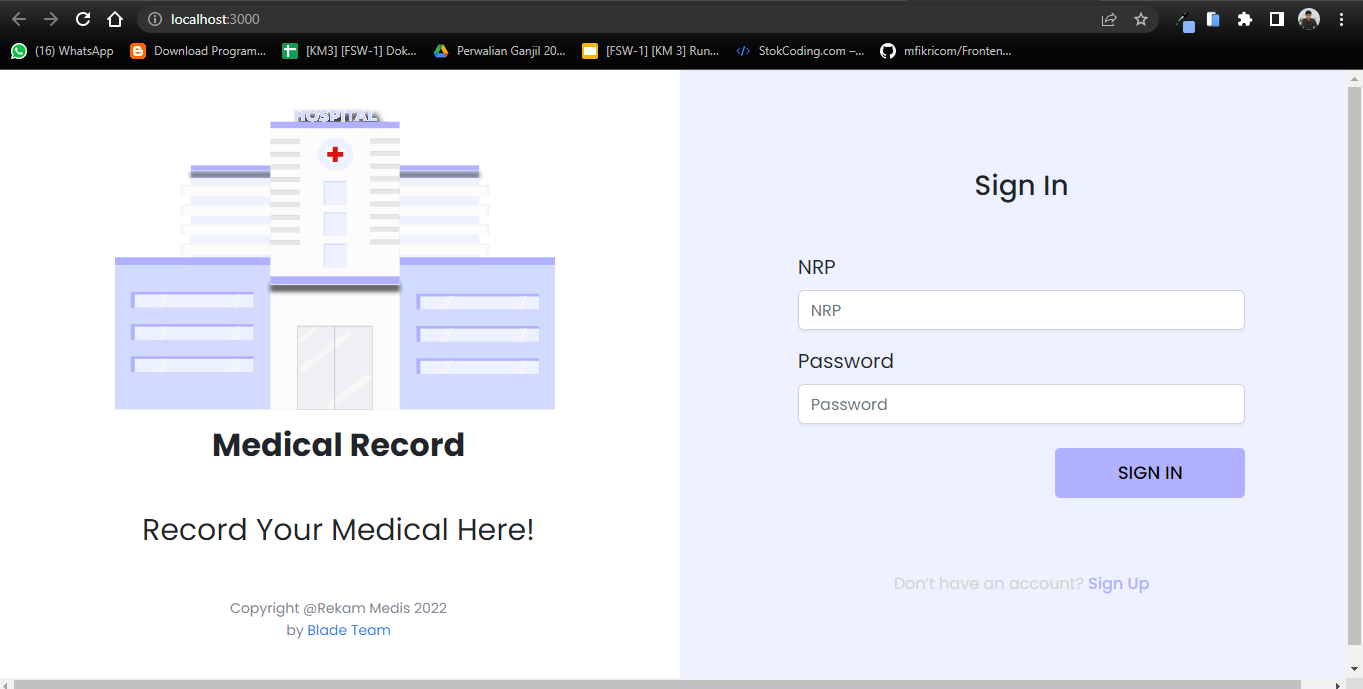 localhost:3000
(16) WhatsApp
Download Program...
[KM3] [FSW-1] Dok...
Perwalian Ganjil 20...
[FSW-1] [KM 3] Run...
StokCoding.com –...
mfikricom/Fronten...
HOSPITAL
Medical Record
Record Your Medical Here!
Copyright @Rekam Medis 2022
by Blade Team
Sign In
NRP
NRP
Password
Password
SIGN IN
Don't have an account? Sign Up